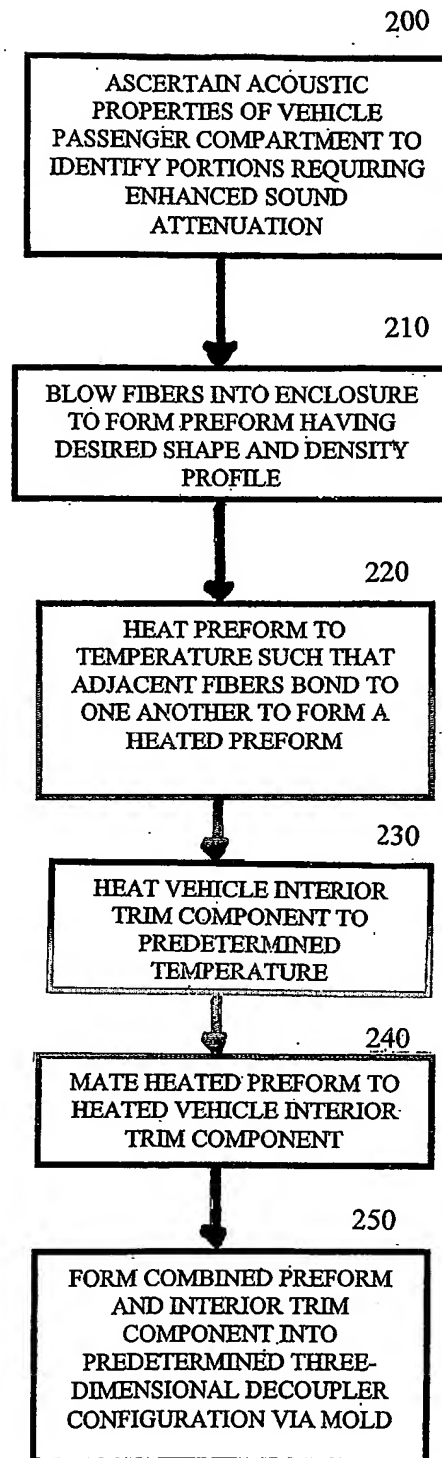 200
ASCERTAIN ACOUSTIC
PROPERTIES OF VEHICLE
PASSENGER COMPARTMENT TO
IDENTIFY PORTIONS REQUIRING
ENHANCED SOUND
ATTENUATION
210
BLOW FIBERS INTO ENCLOSURE
TO FORM PREFORM HAVING
DESIRED SHAPE AND DENSITY
PROFILE
220
HEAT PREFORM TO
TEMPERATURE SUCH THAT
ADJACENT FIBERS BOND TO
ONE ANOTHER TO FORM A
HEATED PREFORM
230
HEAT VEHICLE INTERIOR
TRIM COMPONENT TO
PREDETERMINED
TEMPERATURE
240
MATE HEATED PREFORM TO
HEATED VEHICLE INTERIOR
TRIM COMPONENT
250
FORM COMBINED PREFORM
AND INTERIOR TRIM
COMPONENT INTO
PREDETERMINED THREE-
DIMENSIONAL DECOUPLER
CONFIGURATION VIA MOLD